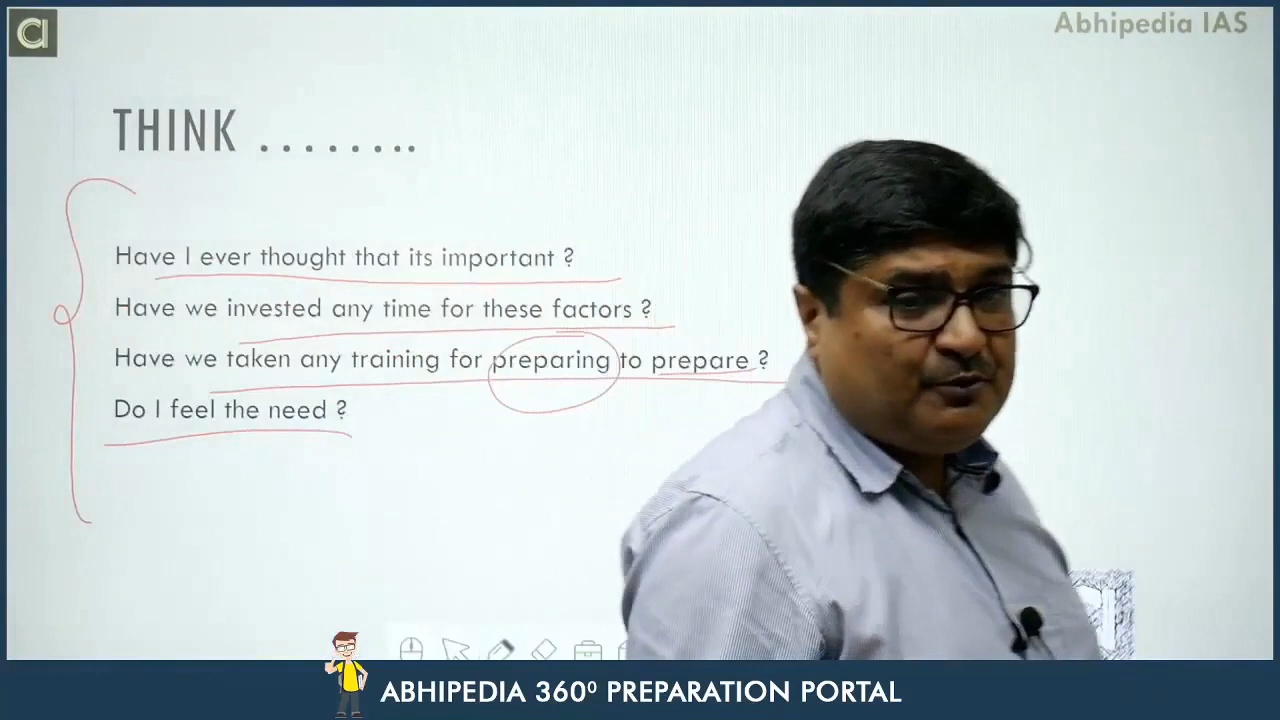 Abhipedia IAS
THINK ........
Have I ever thought that its important ?
Have we invested any time for these factors ?
Have we taken any training for preparing to prepare ?
Do I feel the need ?
ABHIPEDIA 360⁰ PREPARATION PORTAL